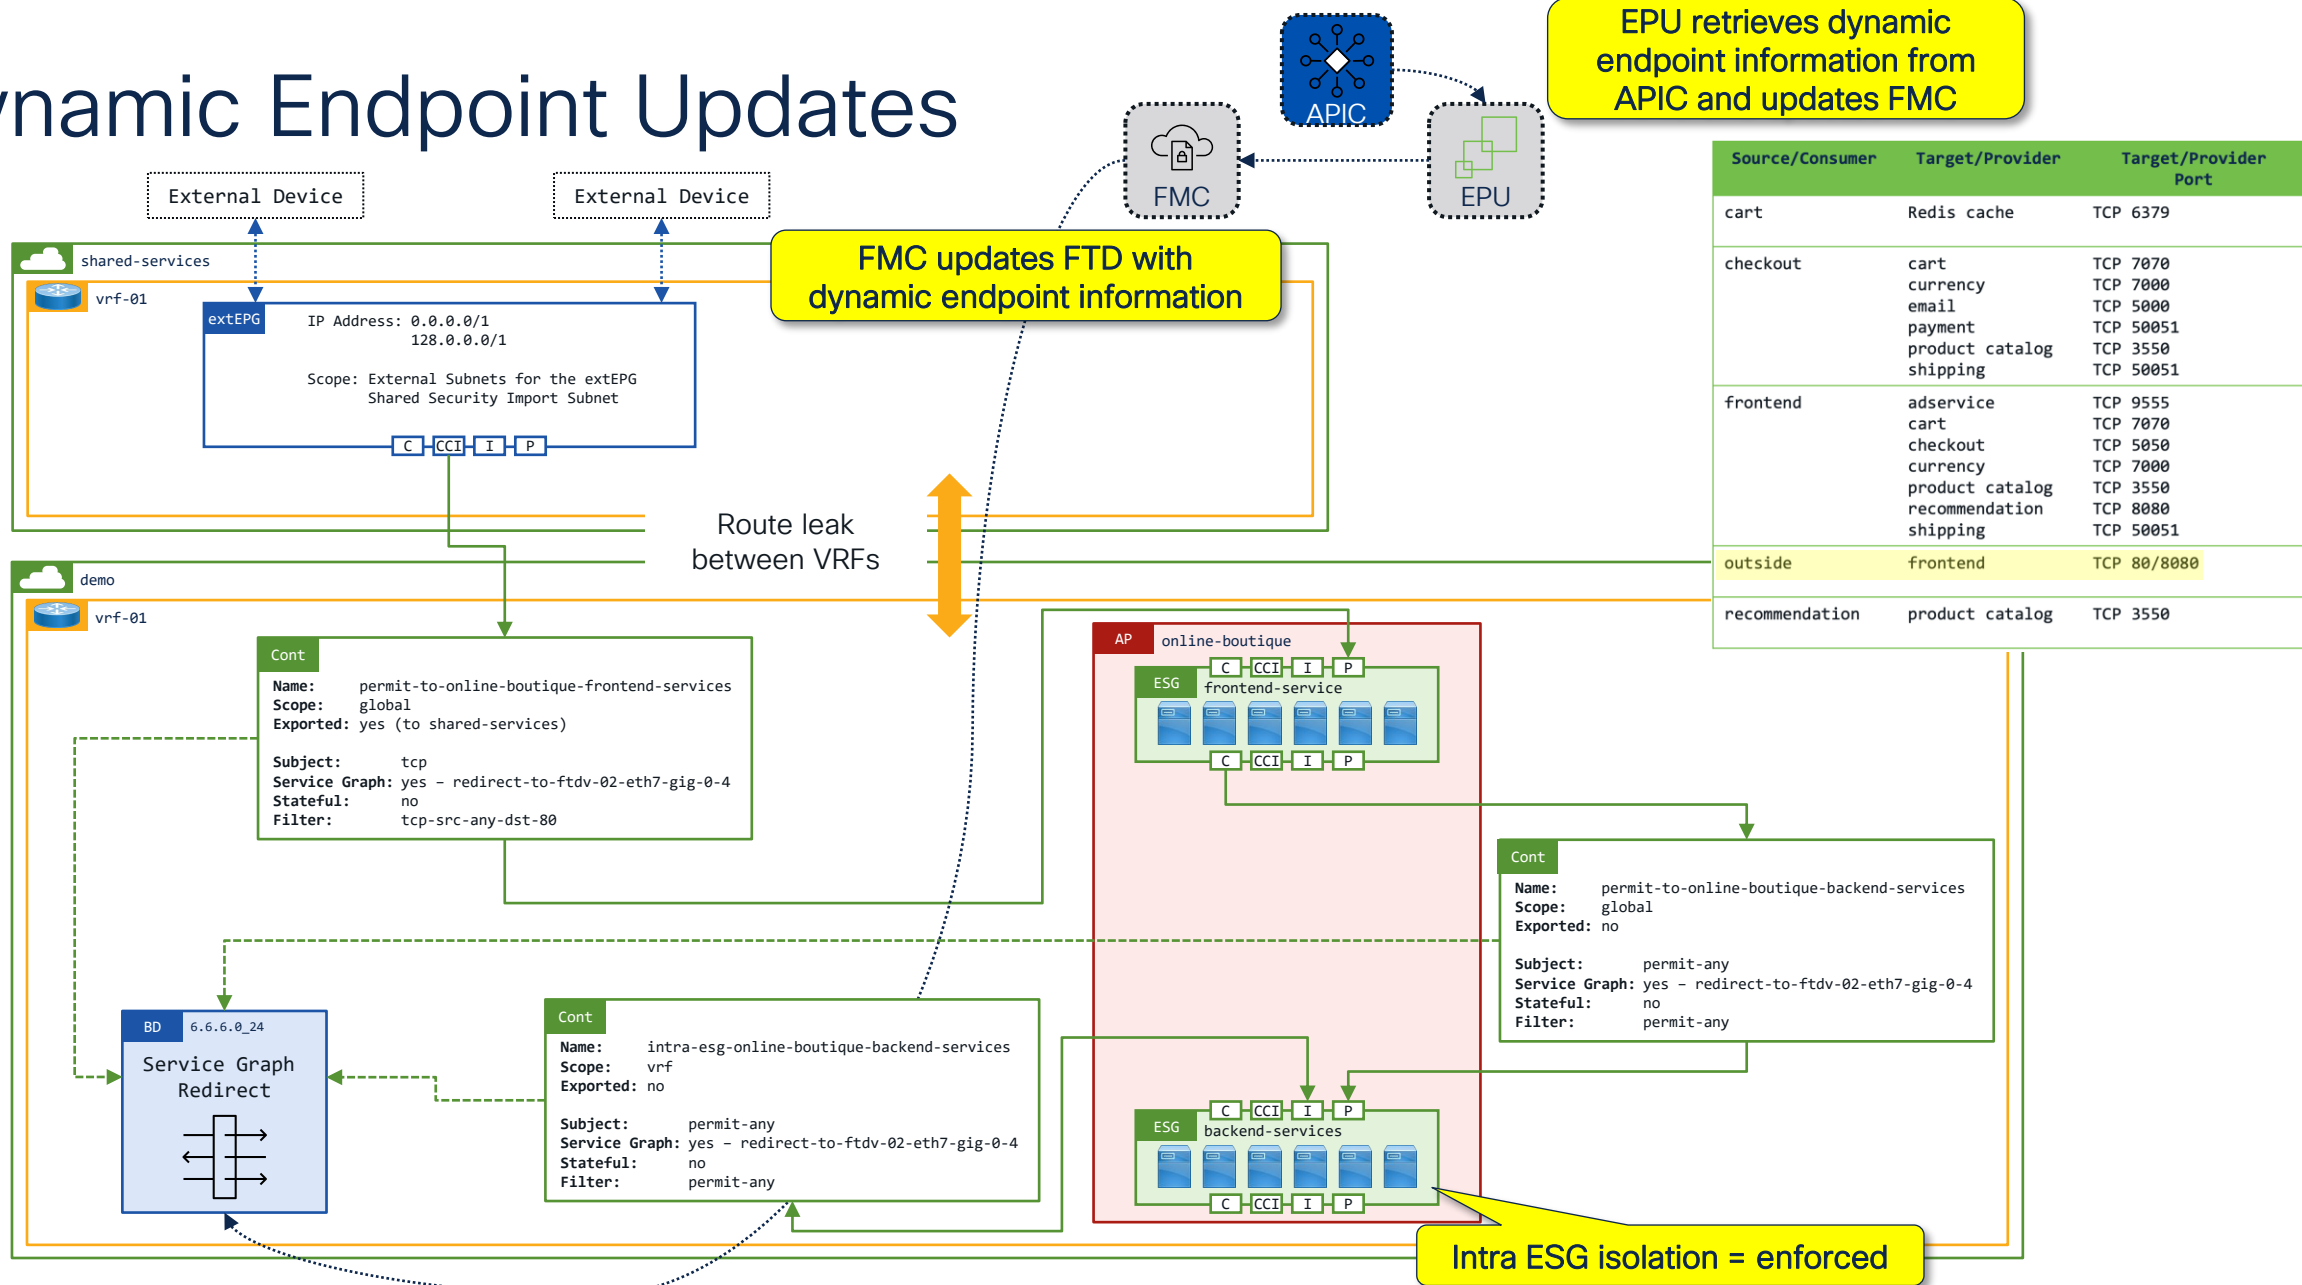 ynamic Endpoint Updates
APIC
FMC
EPU
EPU retrieves dynamic
endpoint information from
APIC and updates FMC
External Device
External Device
FMC updates FTD with
dynamic endpoint information
shared-services
vrf-01
extEPG
IP Address: 0.0.0.0/1
128.0.0.0/1
Scope: External Subnets for the extEPG
Shared Security Import Subnet
C CCI I P
Route leak
between VRFs
Source/Consumer Target/Provider Target/Provider
Port
cart Redis cache TCP 6379
checkout cart TCP 7070
currency TCP 7000
email TCP 5000
payment TCP 50051
product catalog TCP 3550
shipping TCP 50051
frontend adservice TCP 9555
cart TCP 7070
checkout TCP 5050
currency TCP 7000
product catalog TCP 3550
recommendation TCP 8080
shipping TCP 50051
outside frontend TCP 80/8080
recommendation product catalog TCP 3550
demo
vrf-01
Cont
Name: permit-to-online-boutique-frontend-services
Scope: global
Exported: yes (to shared-services)
Subject: tcp
Service Graph: yes – redirect-to-ftdv-02-eth7-gig-0-4
Stateful: no
Filter: tcp-src-any-dst-80
AP online-boutique
C CCI I P
ESG frontend-service
C CCI I P
Cont
Name: permit-to-online-boutique-backend-services
Scope: global
Exported: no
Subject: permit-any
Service Graph: yes – redirect-to-ftdv-02-eth7-gig-0-4
Stateful: no
Filter: permit-any
BD 6.6.6.0_24
Service Graph
Redirect
Cont
Name: intra-esg-online-boutique-backend-services
Scope: vrf
Exported: no
Subject: permit-any
Service Graph: yes – redirect-to-ftdv-02-eth7-gig-0-4
Stateful: no
Filter: permit-any
C CCI I P
ESG backend-services
C CCI I P
Intra ESG isolation = enforced